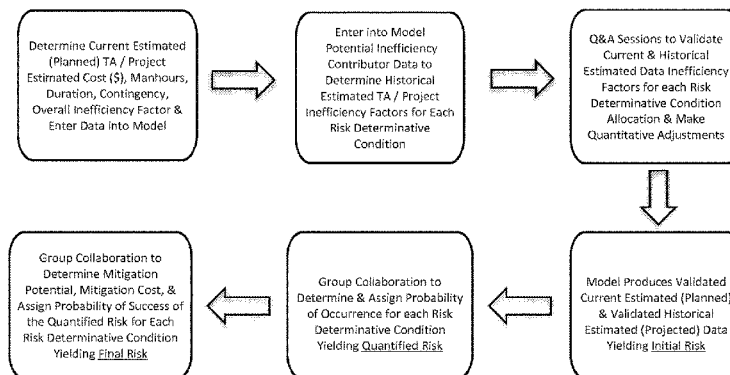 Determine Current Estimated
(Planned) TA / Project
Estimated Cost ($), Manhours,
Duration, Contingency,
Overall Inefficiency Factor &
Enter Data into Model
Enter into Model
Potential Inefficiency
Contributor Data to
Determine Historical
Estimated TA / Project
Inefficiency Factors for Each
Risk Determinative
Condition
Q&A Sessions to Validate
Current & Historical
Estimated Data Inefficiency
Factors for each Risk
Determinative Condition
Allocation & Make
Quantitative Adjustments
Model Produces Validated
Current Estimated (Planned)
& Validated Historical
Estimated (Projected) Data
Yielding Initial Risk
Group Collaboration to
Determine & Assign Probability
of Occurrence for each Risk
Determinative Condition
Yielding Quantified Risk
Group Collaboration to
Determine Mitigation
Potential, Mitigation Cost, &
Assign Probability of Success of
the Quantified Risk for Each
Risk Determinative Condition
Yielding Final Risk